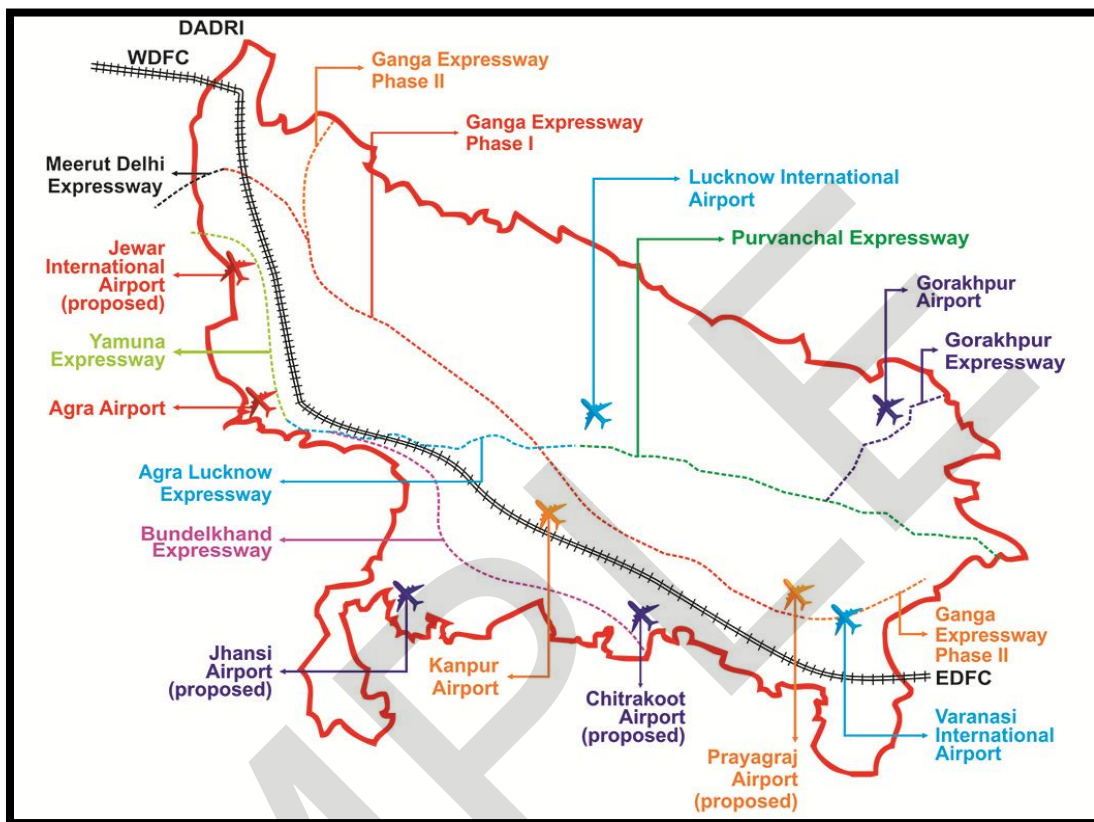 DADRI
WDFC
Ganga Expressway
Phase II
Ganga Expressway
Phase I
Meerut Delhi
Expressway
Lucknow International
Airport
Purvanchal Expressway
Jewar
International
Airport
(proposed)
Gorakhpur
Airport
Gorakhpur
Expressway
Yamuna
Expressway
Agra Airport
Agra Lucknow
Expressway
Bundelkhand
Expressway
Jhansi
Airport
(proposed)
Kanpur
Airport
Chitrakoot
Airport
(proposed)
Ganga
Expressway
Phase II
EDFC
Prayagraj
Airport
(proposed)
Varanasi
International
Airport
MPLE